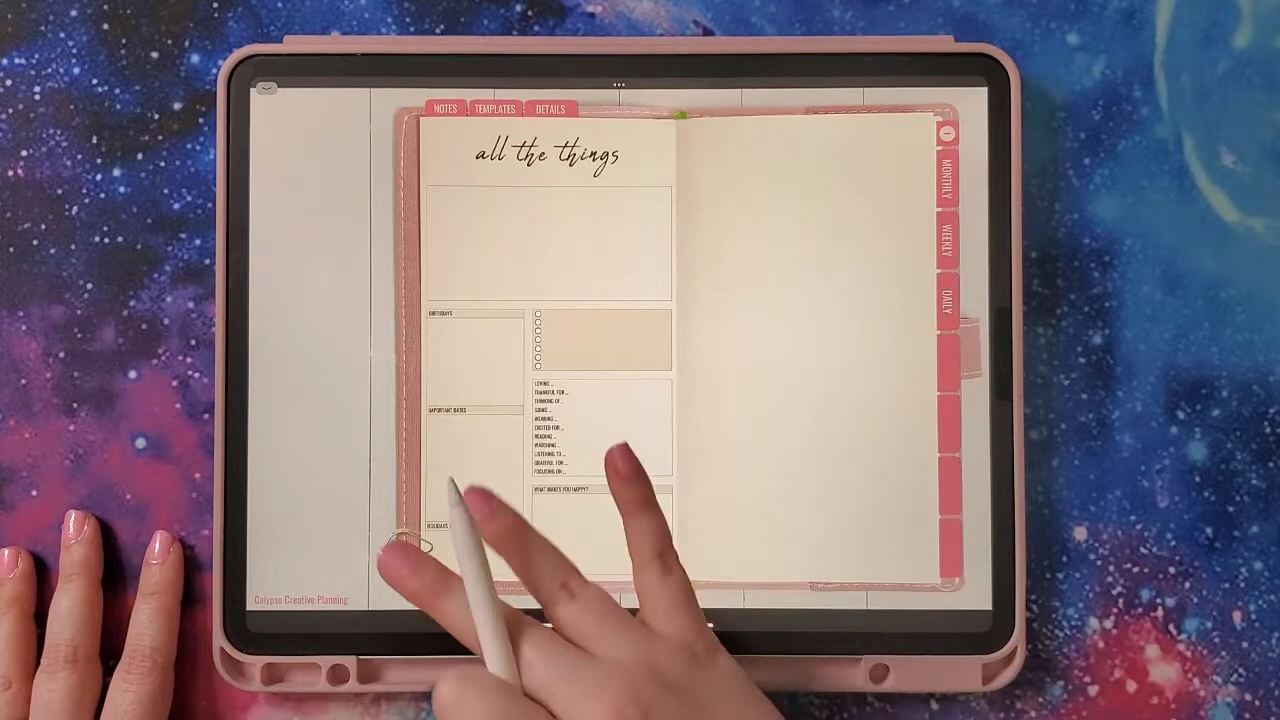 NOTES
TEMPLATES
DETAILS
all the things
MONTHLY
WEEKLY
DAILY
BIRTHDAYS
LOVING ...
THANKFUL FOR ...
THINKING OF...
GOING ...
WEARING ...
EXCITED FOR ...
READING ...
WATCHING ...
LISTENING TO ...
GRATEFUL FOR ...
FOCUSING ON ...
IMPORTANT DATES
WHAT MAKES YOU HAPPY?
HOLIDAYS
Calypso Creative Planning